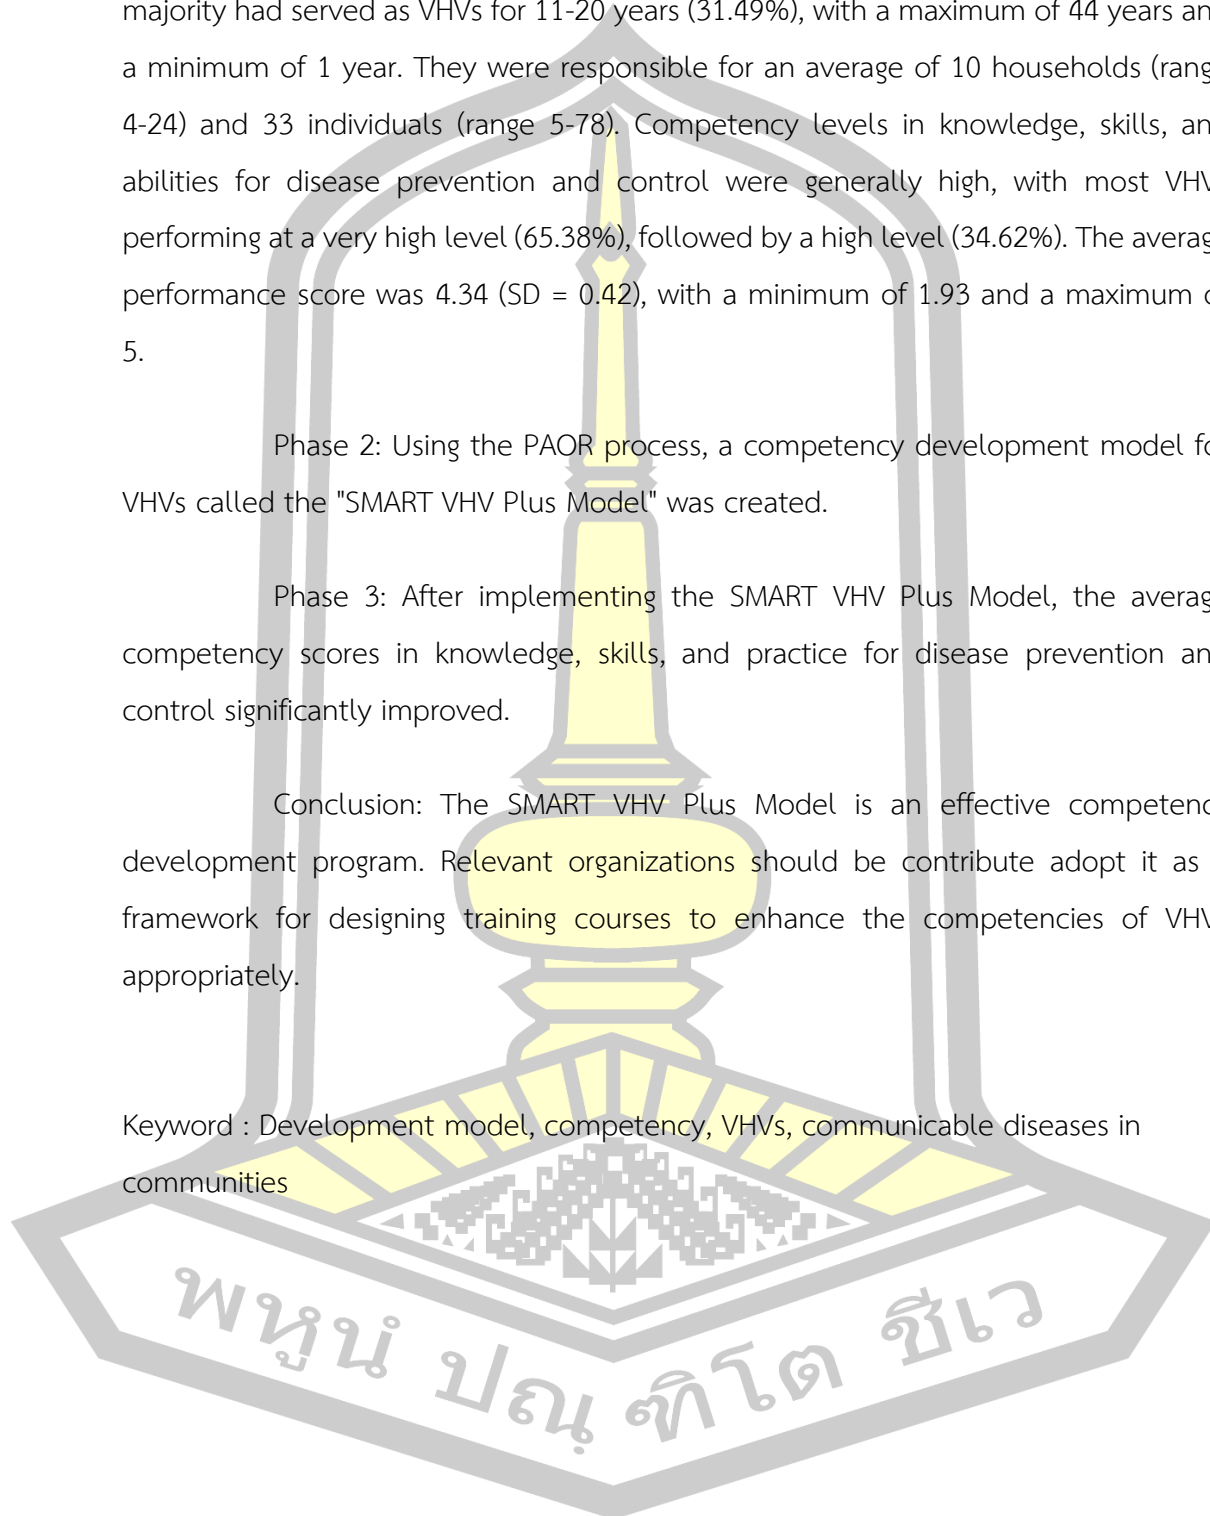 majority had served as VHVs for 11-20 years (31.49%), with a maximum of 44 years an
a minimum of 1 year. They were responsible for an average of 10 households (rang
4-24) and 33 individuals (range 5-78). Competency levels in knowledge, skills, an
abilities for disease prevention and control were generally high, with most VHV
performing at a very high level (65.38%), followed by a high level (34.62%). The averag
performance score was 4.34 (SD = 0.42), with a minimum of 1.93 and a maximum o
5.
Phase 2: Using the PAOR process, a competency development model fo
VHVs called the "SMART VHV Plus Model" was created.
Phase 3: After implementing the SMART VHV Plus Model, the averag
competency scores in knowledge, skills, and practice for disease prevention an
control significantly improved.
Conclusion: The SMART VHV Plus Model is an effective competenc
development program. Relevant organizations should be contribute adopt it as
framework for designing training courses to enhance the competencies of VHV
appropriately.
Keyword : Development model, competency, VHVs, communicable diseases in
communities
พหูนํ ปณฺฑิโต ชีเว